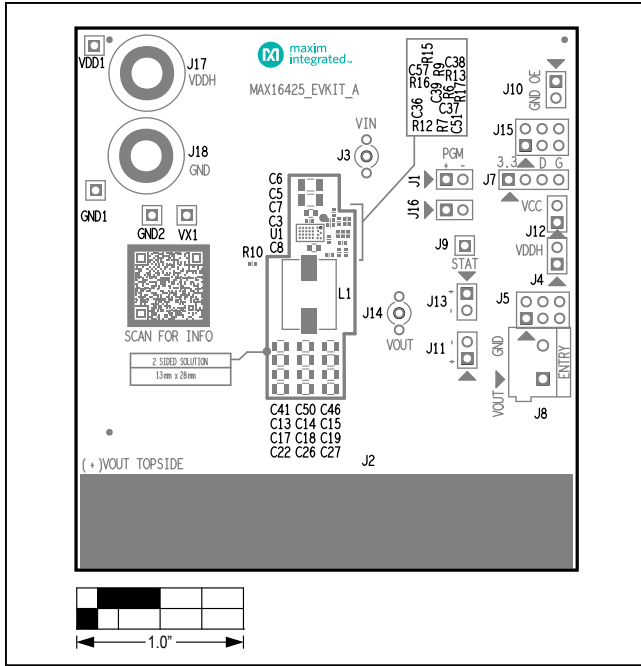 VDD1
J17
VDDH
maxim
integrated™
MAX16425_EVKIT_A
R15
C57 R9 C38
R16 R13
C39 R6 R17
C36 C37
R12 R7 C51
J10
GND OE
J15
J18
GND
VIN
J3
PGM
+ -
J1
3.3 D G
J7
J16
GND1
GND2
VX1
C6
C5
C7
C3
U1
C8
R10
VCC
J12
J9
STAT
VDDH
J4
L1
J13
J5
J14
VOUT
SCAN FOR INFO
J11
GND
ENTRY
2 SIDED SOLUTION
13mm x 28mm
VOUT
J8
C41 C50 C46
C13 C14 C15
C17 C18 C19
C22 C26 C27
(+)VOUT TOPSIDE
J2
1.0"